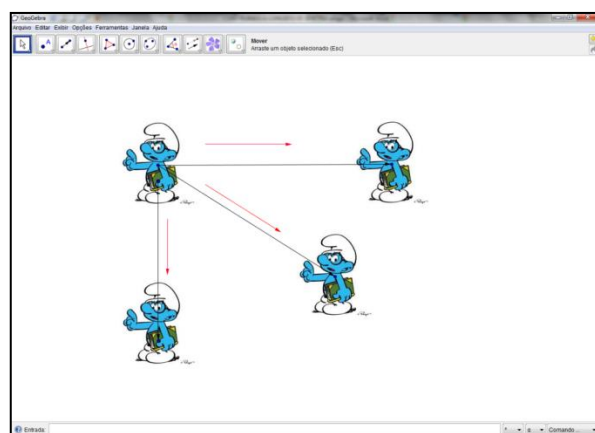 GeoGebra
Arquivo Editar Exibir Opções Ferramentas Janela Ajuda
Mover
Arraste um objeto selecionado (Esc)
Entrada:
Comando ...